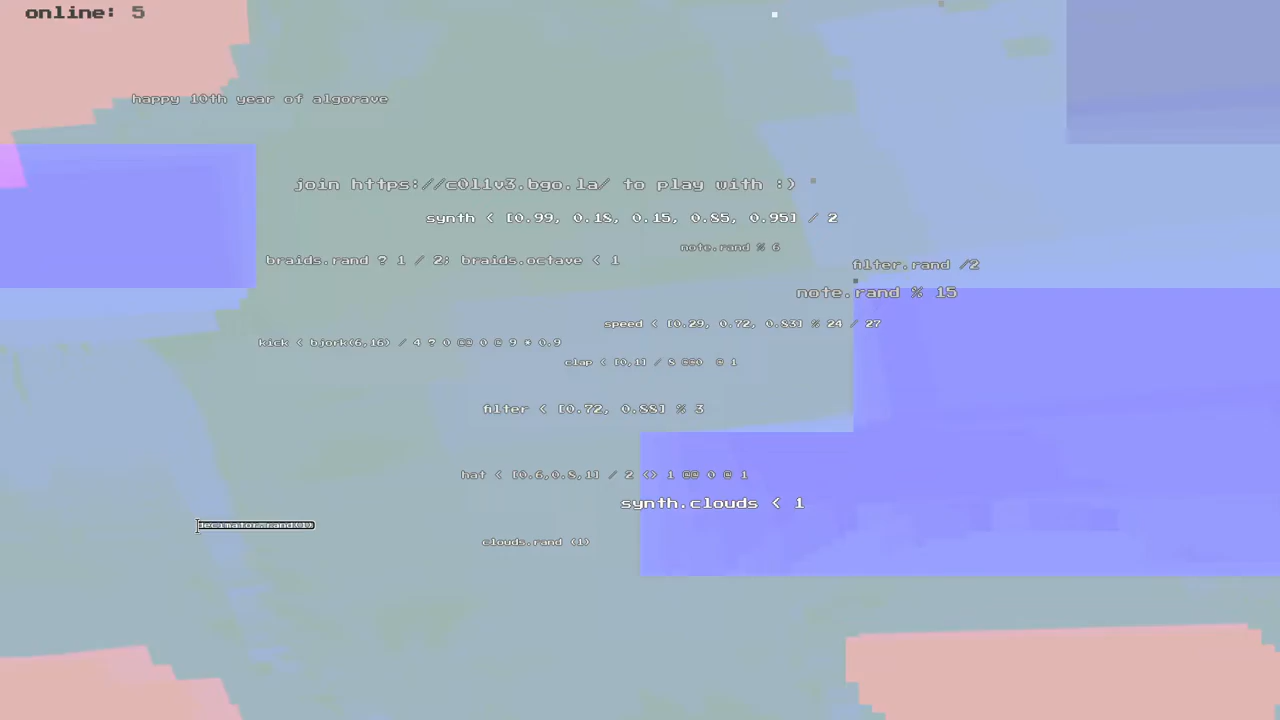 online: 5
happy 10th year of algorave
join https://c0l1v3.bgo.la/ to play with :)
synth < [0.99, 0.18, 0.15, 0.85, 0.95] / 2
note.rand % 6
braids.rand ? 1 / 2; braids.octave < 1
filter.rand /2
note.rand % 15
speed < [0.29, 0.72, 0.83] % 24 / 27
kick < bjork(6,16) / 4 ? 0 @@ 0 @ 9 * 0.9
clap < [0,1] / 8 @@0  @ 1
filter < [0.72, 0.88] % 3
hat < [0.6,0.8,1] / 2 <> 1 @@ 0 @ 1
synth.clouds < 1
clouds.rand (1)